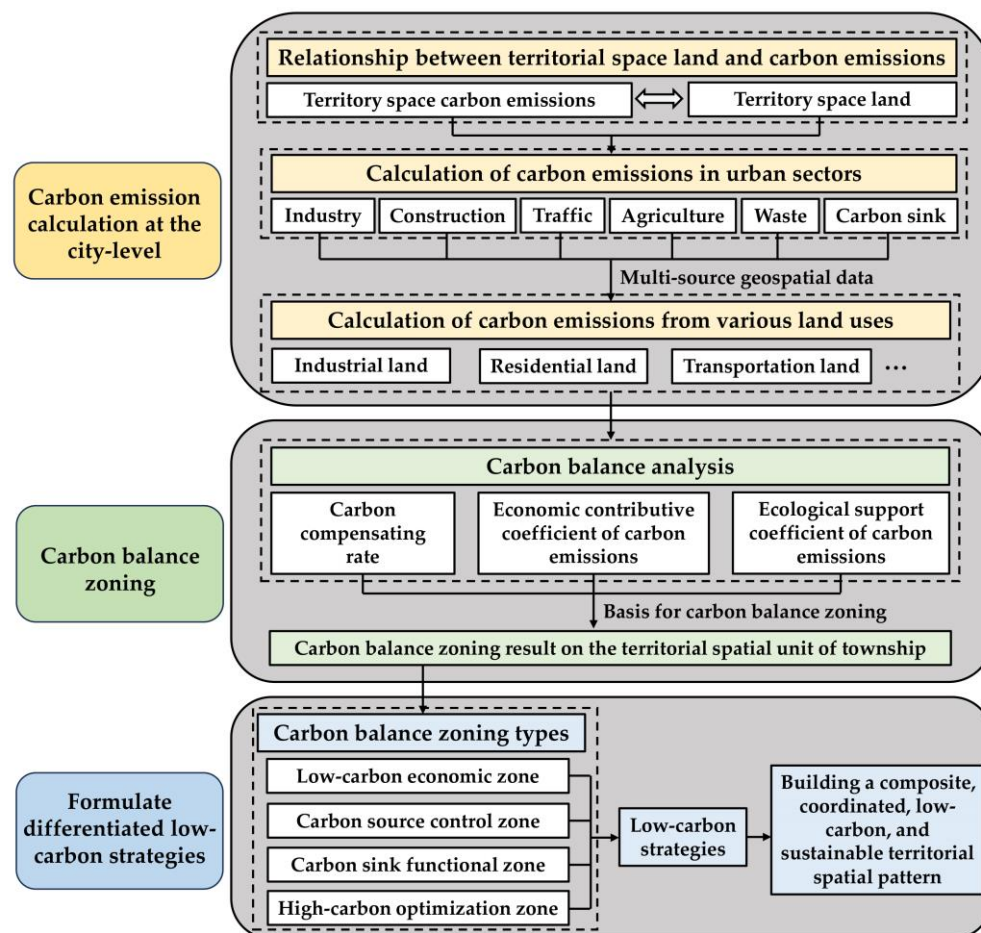 Relationship between territorial space land and carbon emissions
Territory space carbon emissions
Territory space land
Carbon emission
calculation at the
city-level
Calculation of carbon emissions in urban sectors
Industry
Construction
Traffic
Agriculture
Waste
Carbon sink
Multi-source geospatial data
Calculation of carbon emissions from various land uses
Industrial land
Residential land
Transportation land
...
Carbon balance
zoning
Carbon balance analysis
Carbon
compensating
rate
Economic contributive
coefficient of carbon
emissions
Ecological support
coefficient of carbon
emissions
Basis for carbon balance zoning
Carbon balance zoning result on the territorial spatial unit of township
Formulate
differentiated low-
carbon strategies
Carbon balance zoning types
Low-carbon economic zone
Carbon source control zone
Carbon sink functional zone
High-carbon optimization zone
Low-carbon
strategies
Building a composite,
coordinated, low-
carbon, and
sustainable territorial
spatial pattern